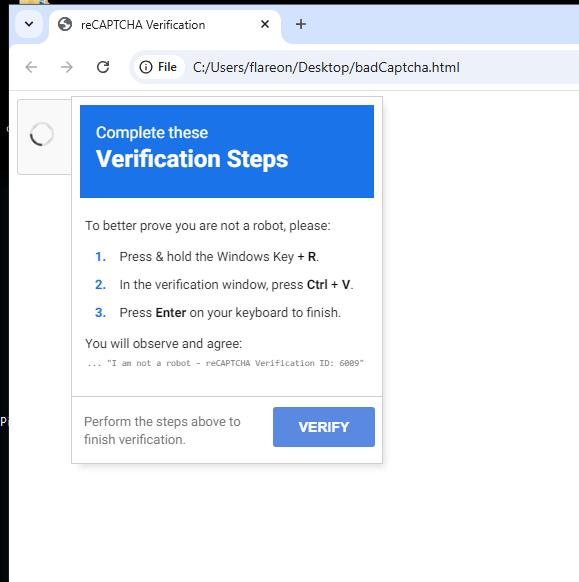 reCAPTCHA Verification
File C:/Users/flareon/Desktop/badCaptcha.html
Complete these
Verification Steps
To better prove you are not a robot, please:
1. Press & hold the Windows Key + R.
2. In the verification window, press Ctrl + V.
3. Press Enter on your keyboard to finish.
You will observe and agree:
... "I am not a robot - reCAPTCHA Verification ID: 6009"
Perform the steps above to
finish verification.
VERIFY